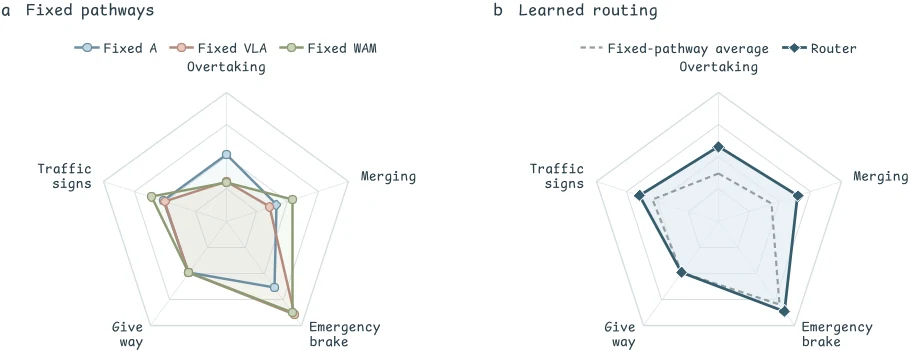 a Fixed pathways
Fixed A Fixed VLA Fixed WAM
Overtaking
Merging
Traffic
signs
Give
way
Emergency
brake
b Learned routing
Fixed-pathway average Router
Overtaking
Merging
Traffic
signs
Give
way
Emergency
brake